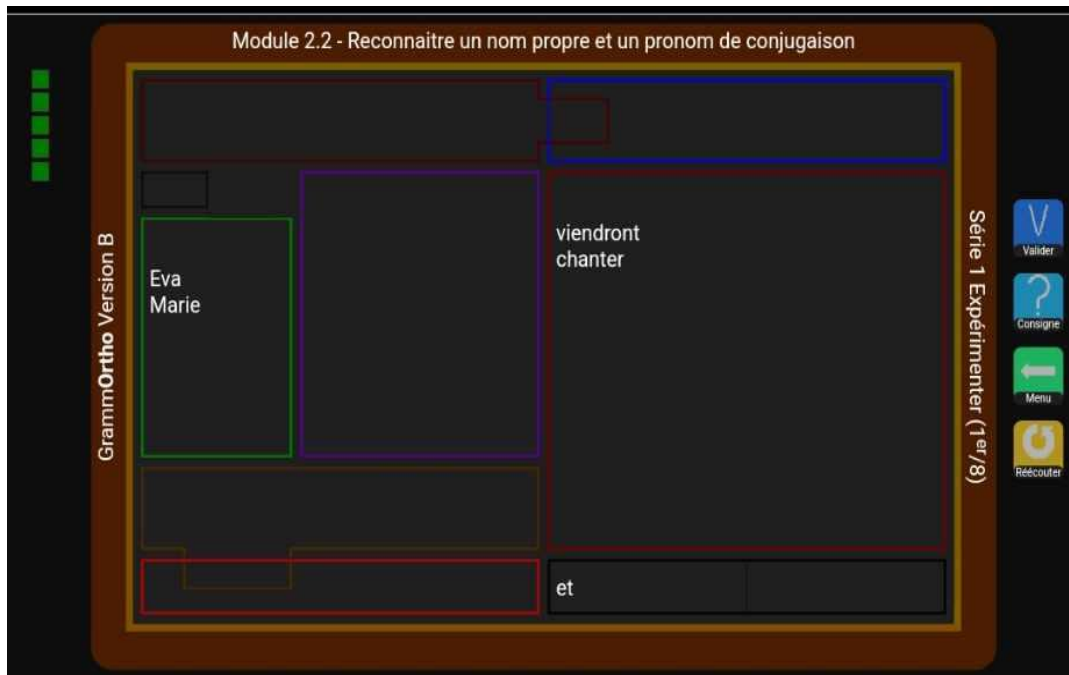 Module 2.2 - Reconnaitre un nom propre et un pronom de conjugaison
GrammOrtho Version B
Eva
Marie
viendront
chanter
et
Série 1 Expérimenter (1er/8)
Valider
Consigne
Menu
Réécouter